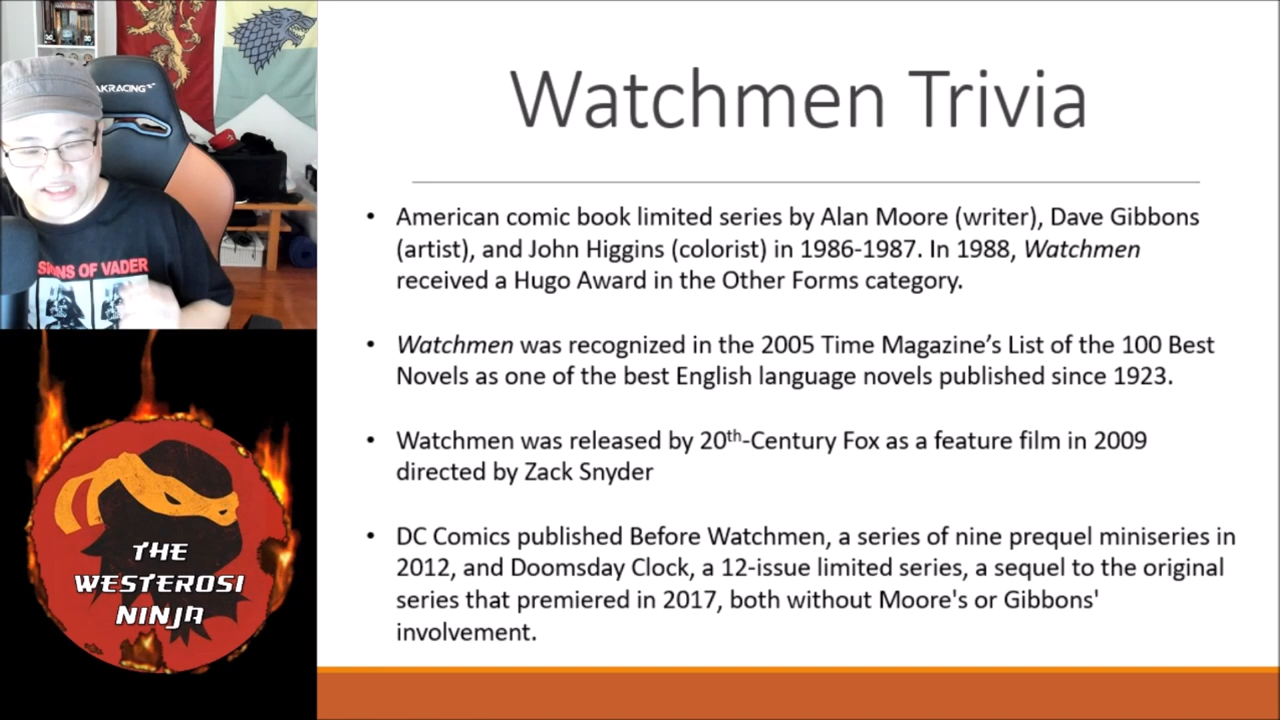 AKRACING
SIGNS OF VADER
THE
WESTEROSI
NINJA
Watchmen Trivia
• American comic book limited series by Alan Moore (writer), Dave Gibbons
(artist), and John Higgins (colorist) in 1986-1987. In 1988, Watchmen
received a Hugo Award in the Other Forms category.
• Watchmen was recognized in the 2005 Time Magazine’s List of the 100 Best
Novels as one of the best English language novels published since 1923.
• Watchmen was released by 20th-Century Fox as a feature film in 2009
directed by Zack Snyder
• DC Comics published Before Watchmen, a series of nine prequel miniseries in
2012, and Doomsday Clock, a 12-issue limited series, a sequel to the original
series that premiered in 2017, both without Moore's or Gibbons'
involvement.